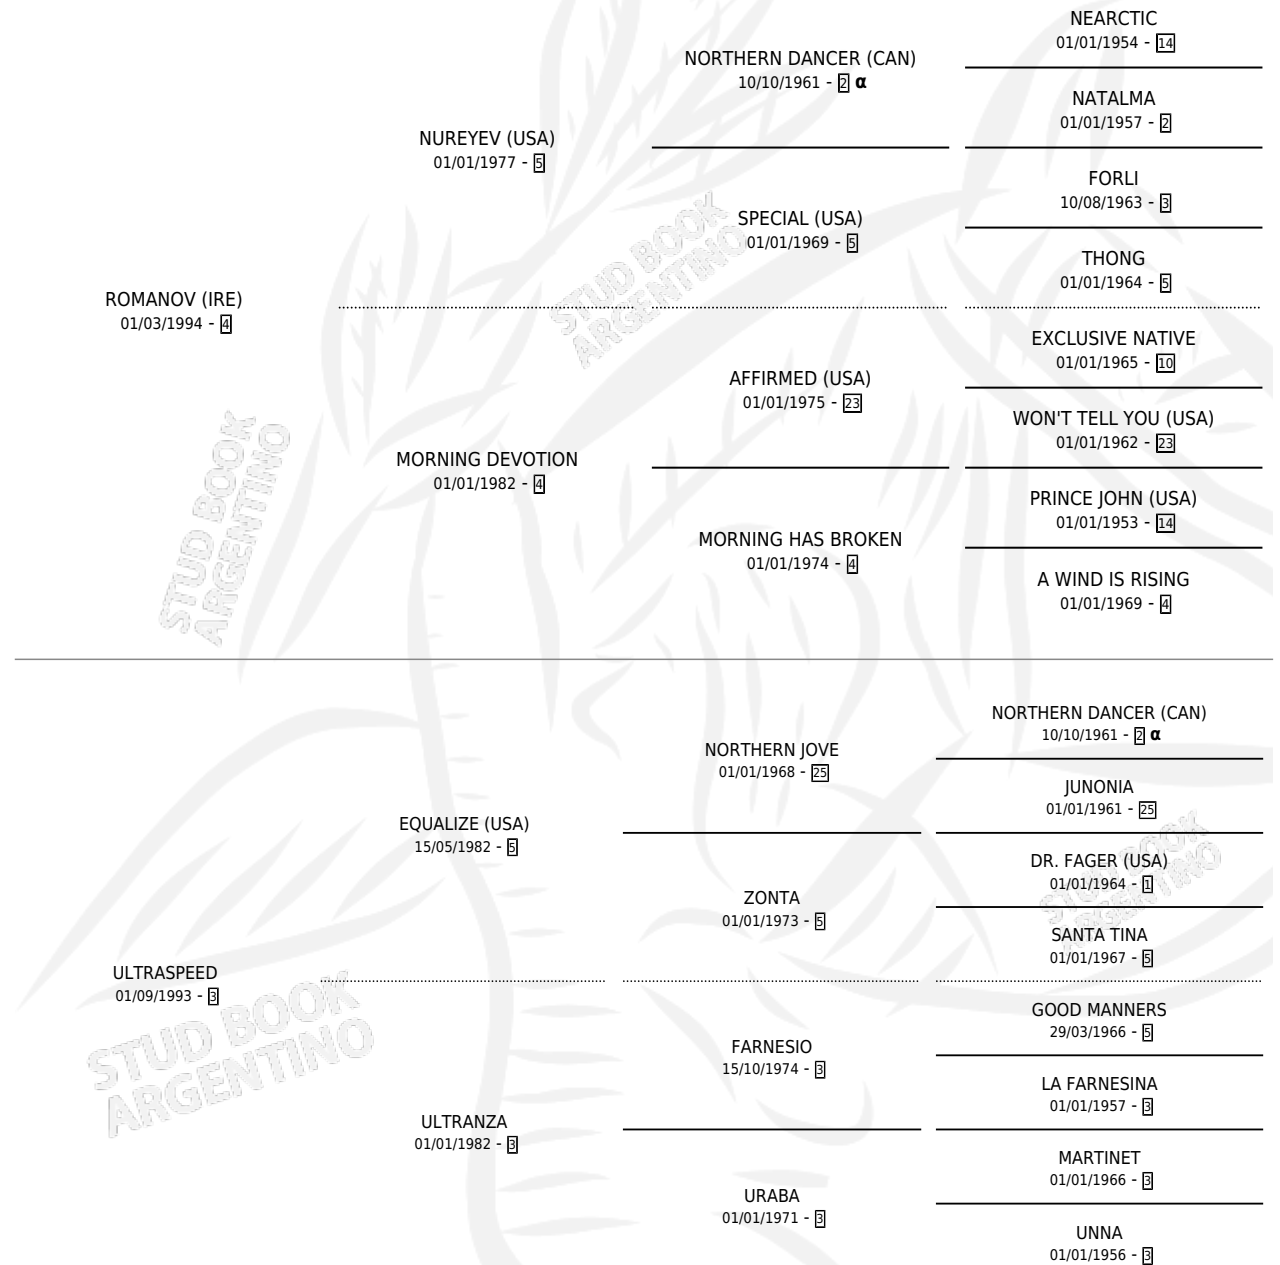 NEARCTIC
01/01/1954 - 14
NORTHERN DANCER (CAN)
10/10/1961 - 2 α
NATALMA
01/01/1957 - 2
NUREYEV (USA)
01/01/1977 - 5
FORLI
10/08/1963 - 3
SPECIAL (USA)
01/01/1969 - 5
THONG
01/01/1964 - 5
ROMANOV (IRE)
01/03/1994 - 4
EXCLUSIVE NATIVE
01/01/1965 - 10
AFFIRMED (USA)
01/01/1975 - 23
WON'T TELL YOU (USA)
01/01/1962 - 23
MORNING DEVOTION
01/01/1982 - 4
PRINCE JOHN (USA)
01/01/1953 - 14
MORNING HAS BROKEN
01/01/1974 - 4
A WIND IS RISING
01/01/1969 - 4
NORTHERN DANCER (CAN)
10/10/1961 - 2 α
NORTHERN JOVE
01/01/1968 - 25
JUNONIA
01/01/1961 - 25
EQUALIZE (USA)
15/05/1982 - 5
DR. FAGER (USA)
01/01/1964 - 1
ZONTA
01/01/1973 - 5
SANTA TINA
01/01/1967 - 5
ULTRASPEED
01/09/1993 - 3
GOOD MANNERS
29/03/1966 - 5
FARNESIO
15/10/1974 - 3
LA FARNESINA
01/01/1957 - 3
ULTRANZA
01/01/1982 - 3
MARTINET
01/01/1966 - 3
URABA
01/01/1971 - 3
UNNA
01/01/1956 - 3
STUD BOOK
ARGENTINO
STUD BOOK
ARGENTINO
STUD BOOK
ARGENTINO
STUD BOOK
ARGENTINO